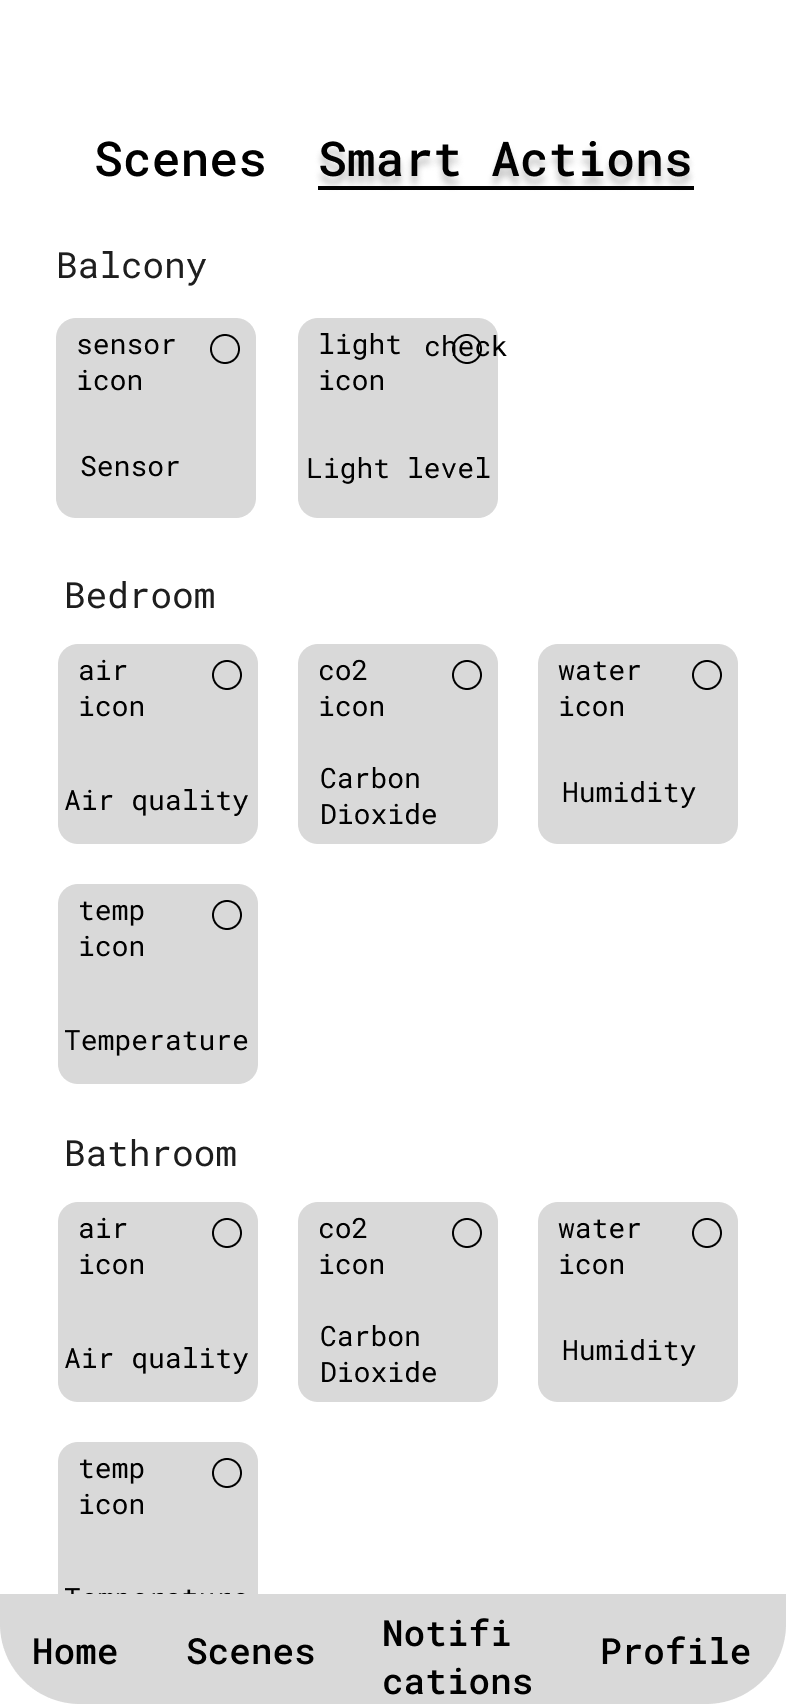 Scenes Smart Actions
Balcony
sensor
icon
light check
icon
Sensor
Light level
Bedroom
air
icon
co2
icon
water
icon
Air quality
Carbon
Dioxide
Humidity
temp
icon
Temperature
Bathroom
air
icon
co2
icon
water
icon
Air quality
Carbon
Dioxide
Humidity
temp
icon
Temperature
Home
Scenes
Notifi
cations
Profile